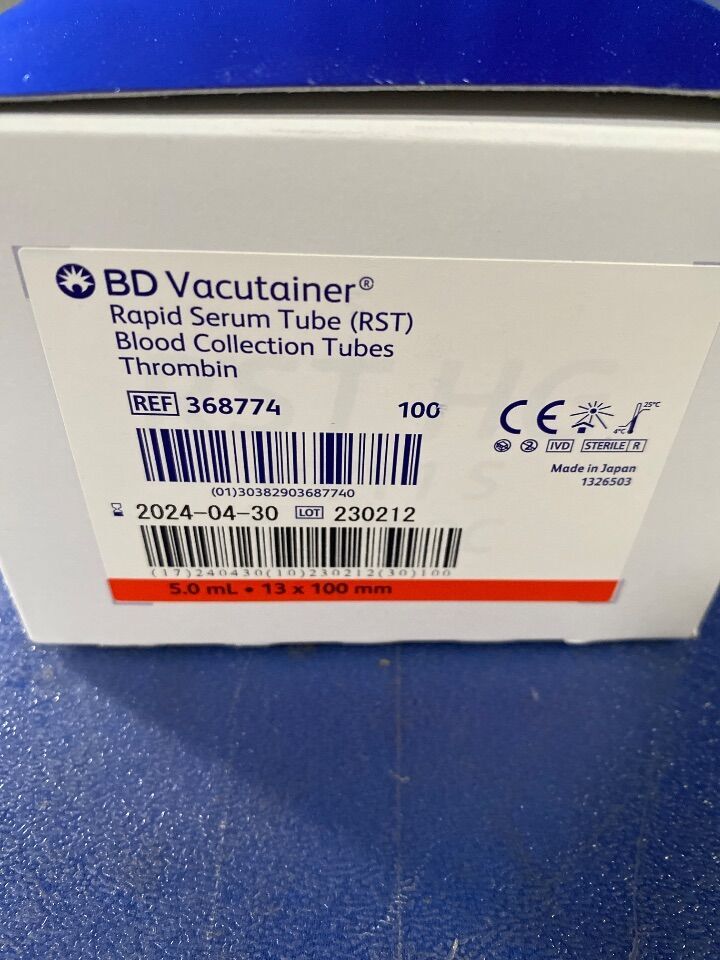 BD Vacutainer®
Rapid Serum Tube (RST)
Blood Collection Tubes
Thrombin
REF 368774 100
25°C
4°C
IVD STERILE R
(01)30382903687740
Made in Japan
1326503
2024-04-30 LOT 230212
(17)240430(10)230212(30)100
5.0 mL • 13 x 100 mm